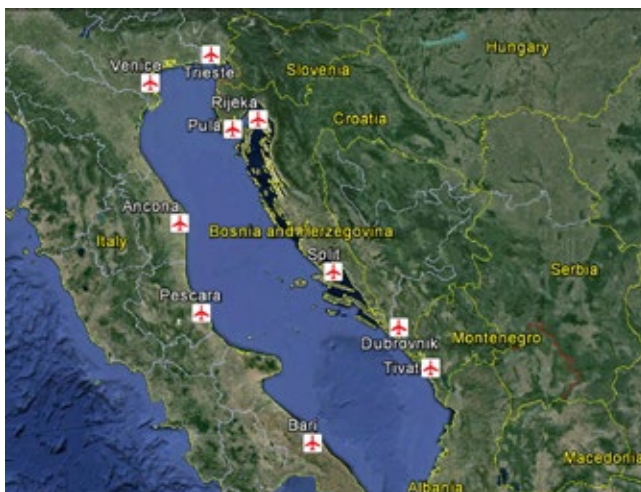 Hungary
Venice
Trieste
Slovenia
Rijeka
Pula
Croatia
Ancona
Italy
Bosnia and Herzegovina
Split
Serbia
Pescara
Dubrovnik
Montenegro
Tivat
Bari
Macedonia
Albania